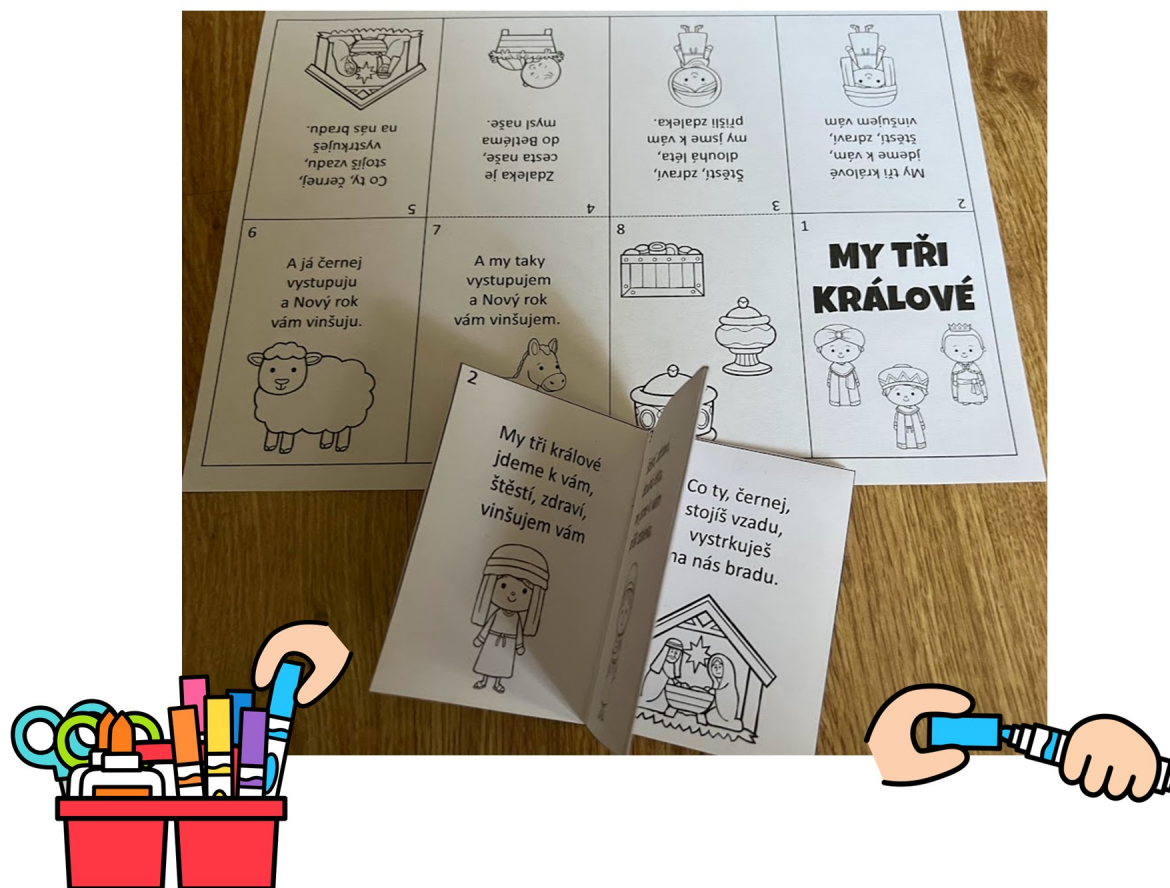 Co ty, černej,
stojíš vzadu,
vystrkuješ
na nás bradu.
5
Zdaleka je
cesta naše,
do Betléma
mysl naše.
4
Štěstí, zdraví,
dlouhá léta,
my jsme k vám
přišli zdaleka.
3
My tři králové
jdeme k vám,
štěstí, zdraví,
vinšujem vám
2
6
A já černej
vystupuju
a Nový rok
vám vinšuju.
7
A my taky
vystupujem
a Nový rok
vám vinšujem.
8
1
MY TŘI
KRÁLOVÉ
2
My tři králové
jdeme k vám,
štěstí, zdraví,
vinšujem vám
Co ty, černej,
stojíš vzadu,
vystrkuješ
na nás bradu.